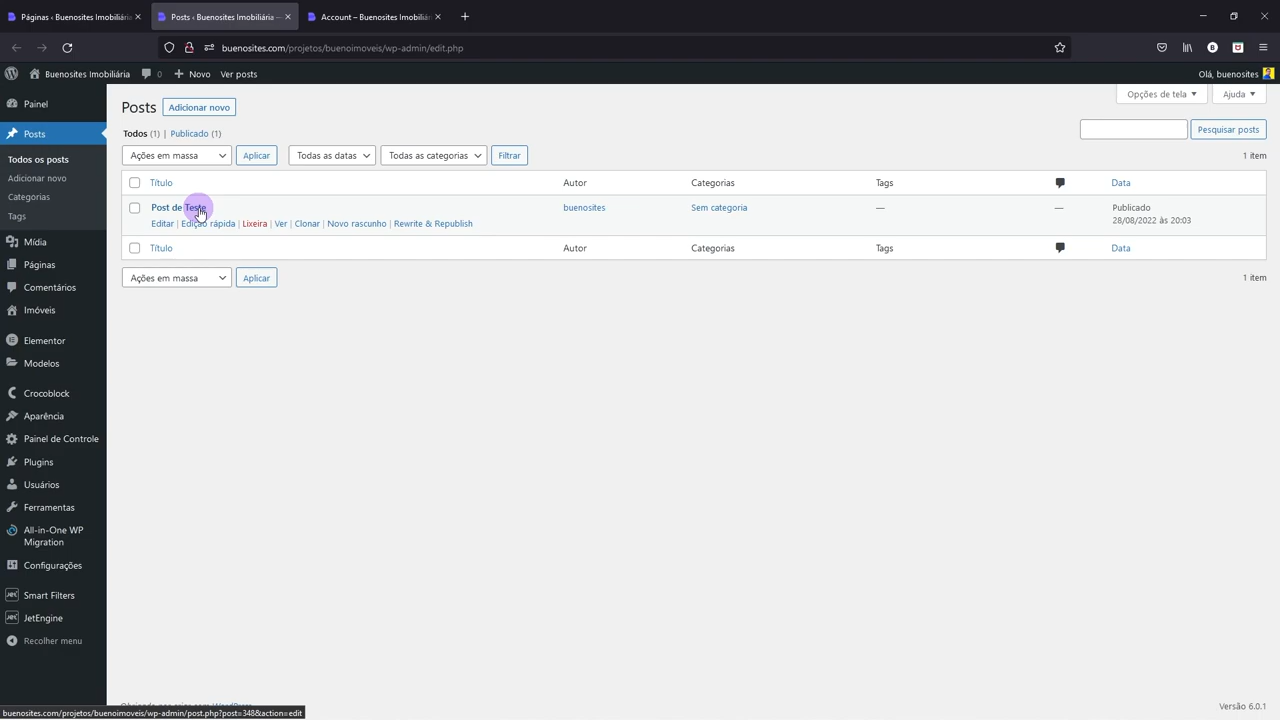 Páginas ‹ Buenosites Imobiliária
Posts ‹ Buenosites Imobiliária —
Account – Buenosites Imobiliári
buenosites.com/projetos/buenoimoveis/wp-admin/edit.php
Buenosites Imobiliária
0
Novo
Ver posts
Olá, buenosites
Painel
Posts
Todos os posts
Adicionar novo
Categorias
Tags
Mídia
Páginas
Comentários
Imóveis
Elementor
Modelos
Crocoblock
Aparência
Painel de Controle
Plugins
Usuários
Ferramentas
All-in-One WP
Migration
Configurações
Smart Filters
JetEngine
Recolher menu
Posts
Adicionar novo
Opções de tela
Ajuda
Todos (1) | Publicado (1)
Pesquisar posts
Ações em massa
Aplicar
Todas as datas
Todas as categorias
Filtrar
1 item
Título
Autor
Categorias
Tags
Data
Post de Teste
buenosites
Sem categoria
—
—
Publicado
28/08/2022 às 20:03
Editar | Edição rápida | Lixeira | Ver | Clonar | Novo rascunho | Rewrite & Republish
Título
Autor
Categorias
Tags
Data
Ações em massa
Aplicar
1 item
Versão 6.0.1
buenosites.com/projetos/buenoimoveis/wp-admin/post.php?post=348&action=edit